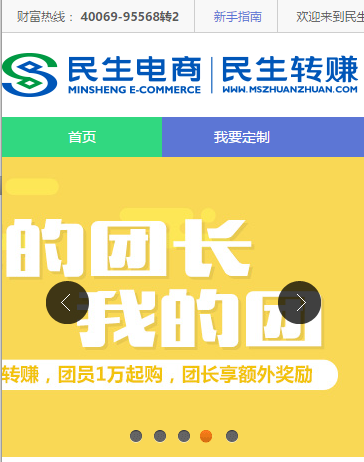 财富热线： 40069-95568转2 新手指南 欢迎来到民生
民生电商 民生转赚
MINSHENG E-COMMERCE WWW.MSZHUANZHUAN.COM
首页 我要定制
的团长
我的团
转赚，团员1万起购，团长享额外奖励